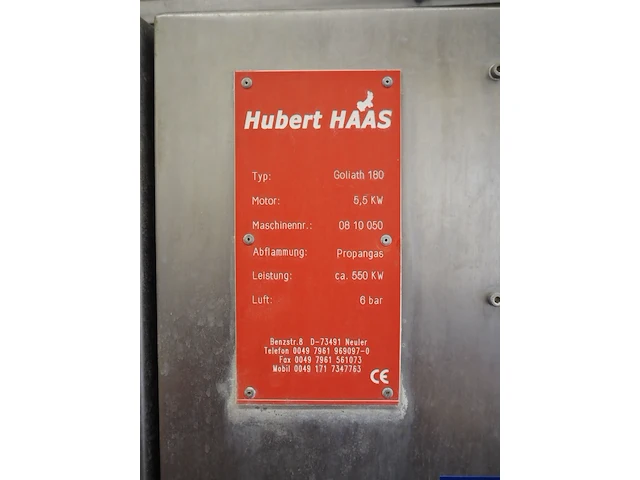 Hubert HAAS
Typ: Goliath 180
Motor: 5,5 KW
Maschinennr.: 08 10 050
Abflammung: Propangas
Leistung: ca. 550 KW
Luft: 6 bar
Benzstr.8 D-73491 Neuler
Telefon 0049 7961 969097-0
Fax 0049 7961 561073
Mobil 0049 171 7347763
CE